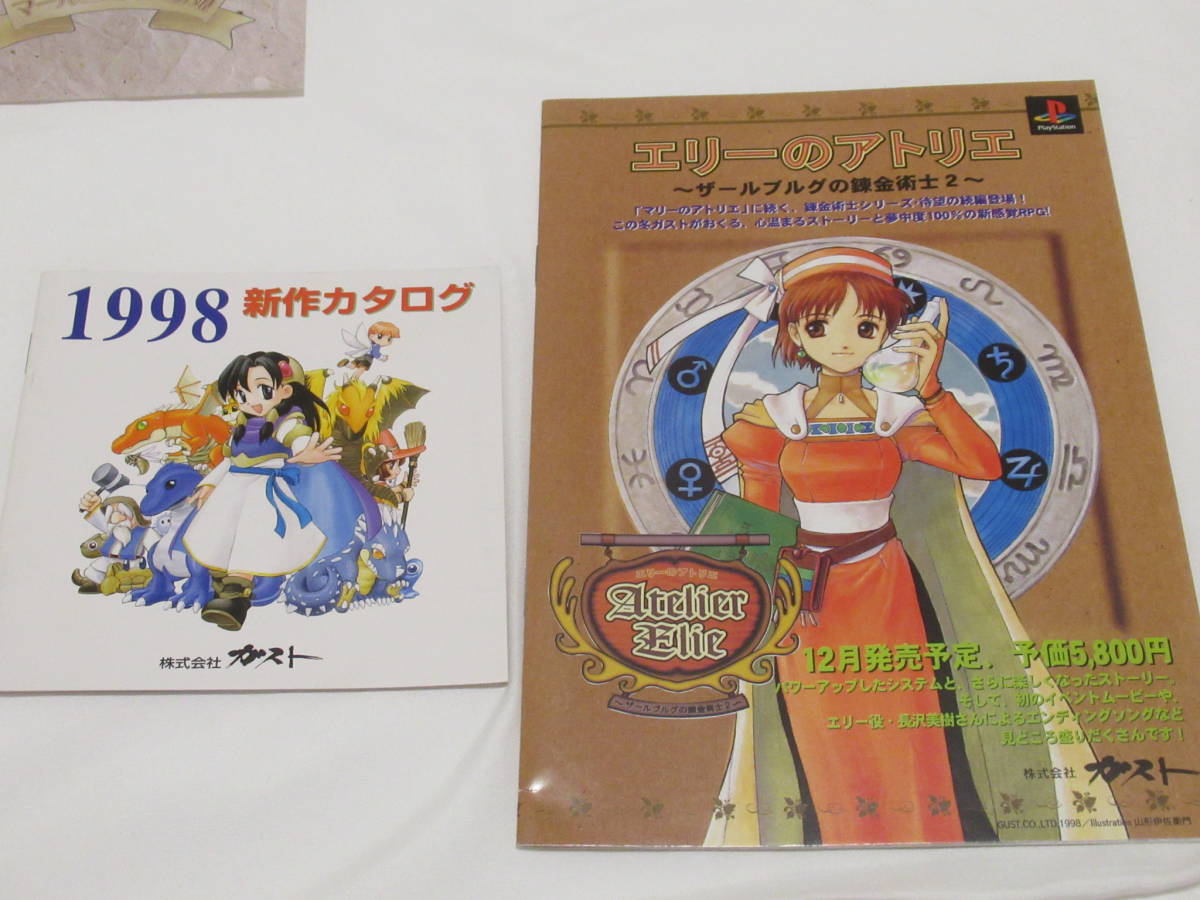 1998 新作カタログ
株式会社 ガスト
PlayStation
エリーのアトリエ
～ザールブルグの錬金術士2～
「マリーのアトリエ」に続く、錬金術士シリーズ・待望の続編登場！
この冬ガストがおくる、心温まるストーリーと夢中度100%の新感覚RPG!
エリーのアトリエ
Atelier
Elie
～ザールブルグの錬金術士2～
12月発売予定、予価5,800円
パワーアップしたシステムと、さらに楽しくなったストーリー。
そして、初のイベントムービーや、
エリー役・長沢美樹さんによるエンディングソングなど
見どころ盛りだくさんです！
株式会社 ガスト
GUST.CO.,LTD.1998／Illustration 山形伊佐衛門